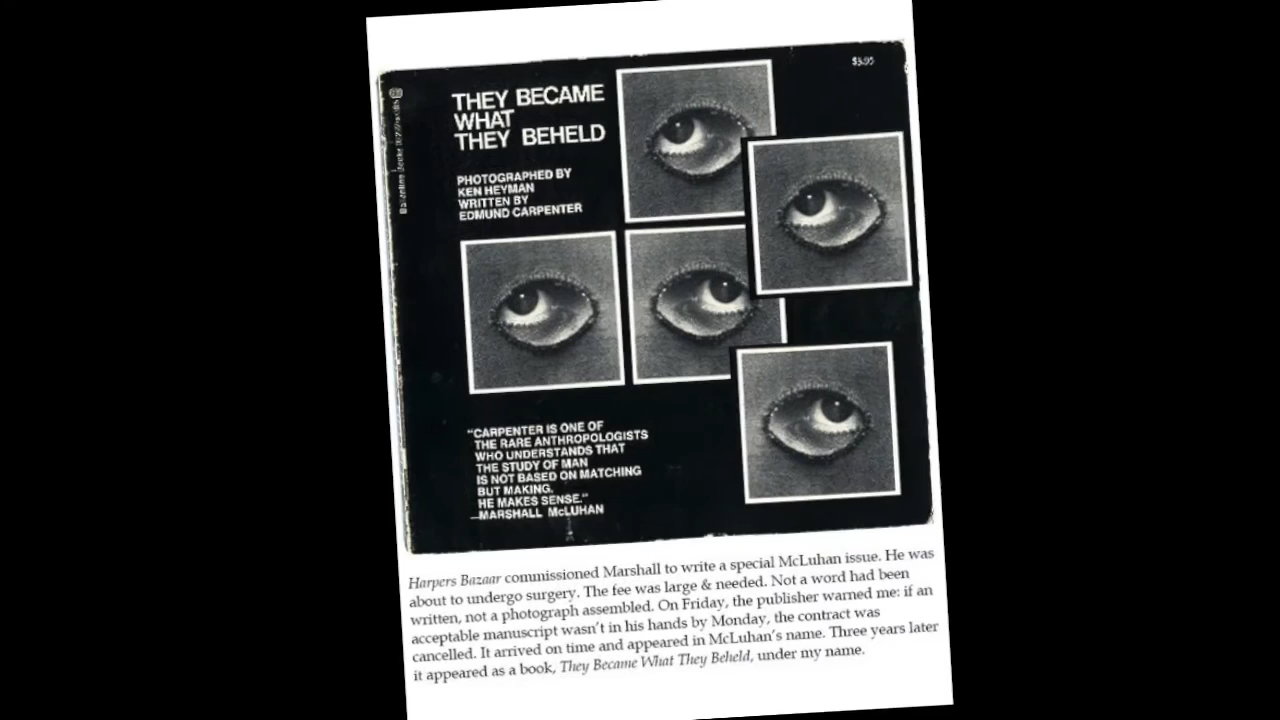 $5.95
THEY BECAME
WHAT
THEY BEHELD
PHOTOGRAPHED BY
KEN HEYMAN
WRITTEN BY
EDMUND CARPENTER
"CARPENTER IS ONE OF
THE RARE ANTHROPOLOGISTS
WHO UNDERSTANDS THAT
THE STUDY OF MAN
IS NOT BASED ON MATCHING
BUT MAKING.
HE MAKES SENSE."
—MARSHALL McLUHAN
Harpers Bazaar commissioned Marshall to write a special McLuhan issue. He was
about to undergo surgery. The fee was large & needed. Not a word had been
written, not a photograph assembled. On Friday, the publisher warned me: if an
acceptable manuscript wasn't in his hands by Monday, the contract was
cancelled. It arrived on time and appeared in McLuhan's name. Three years later
it appeared as a book, They Became What They Beheld, under my name.